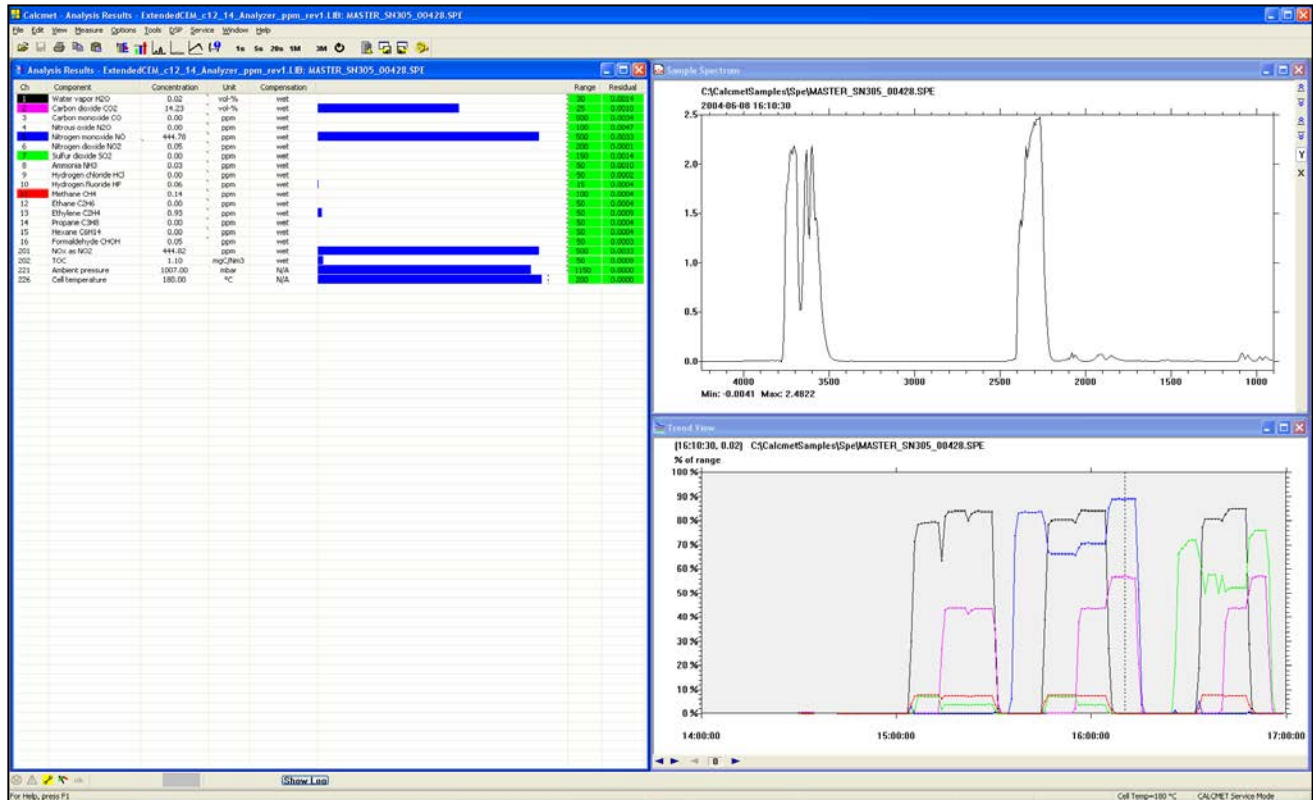 Calcmet - Analysis Results - ExtendedCEM_c12_14_Analyzer_ppm_rev1.LIB: MASTER_SN305_00428.SPE
File Edit View Measure Options Tools DSP Service Window Help
1s 5s 20s 1M 3M
Analysis Results - ExtendedCEM_c12_14_Analyzer_ppm_rev1.LIB: MASTER_SN305_00428.SPE
Ch Component Concentration Unit Compensation Range Residual
1 Water vapor H2O 0.02 vol-% wet 30 0.0014
2 Carbon dioxide CO2 14.23 vol-% wet 25 0.0010
3 Carbon monoxide CO 0.00 ppm wet 0.0034
4 Nitrous oxide N2O 0.00 ppm wet 100 0.0047
Nitrogen monoxide NO 444.78 ppm wet 500 0.0033
6 Nitrogen dioxide NO2 0.05 ppm wet 200 0.0001
7 Sulfur dioxide SO2 0.00 ppm wet 150 0.0014
8 Ammonia NH3 0.03 ppm wet 50 0.0010
9 Hydrogen chloride HCl 0.00 ppm wet 50 0.0002
10 Hydrogen fluoride HF 0.06 ppm wet 15 0.0004
11 Methane CH4 0.14 ppm wet 100 0.0004
12 Ethane C2H6 0.00 ppm wet 50 0.0004
13 Ethylene C2H4 0.93 ppm wet 50 0.0009
14 Propane C3H8 0.00 ppm wet 50 0.0004
15 Hexane C6H14 0.00 ppm wet 50 0.0004
16 Formaldehyde CHOH 0.05 ppm wet 50 0.0003
201 NOx as NO2 444.82 ppm wet 500 0.0033
202 TOC 1.10 mgC/Nm3 wet 50 0.0009
221 Ambient pressure 1007.00 mbar N/A 1150 0.0000
226 Cell temperature 180.00 °C N/A 200 0.0000
Sample Spectrum
C:\CalcmetSamples\Spe\MASTER_SN305_00428.SPE
2004-06-08 16:10:30
2.5
2.0
1.5
1.0
0.5
0.0
4000 3500 3000 2500 2000 1500 1000
Min: -0.0041 Max: 2.4822
Y
X
Trend View
[16:10:30, 0.02] C:\CalcmetSamples\Spe\MASTER_SN305_00428.SPE
% of range
100 %
90 %
80 %
70 %
60 %
50 %
40 %
30 %
20 %
10 %
0 %
14:00:00 15:00:00 16:00:00 17:00:00
0
Show Log
For Help, press F1
Cell Temp=180 °C CALCMET Service Mode